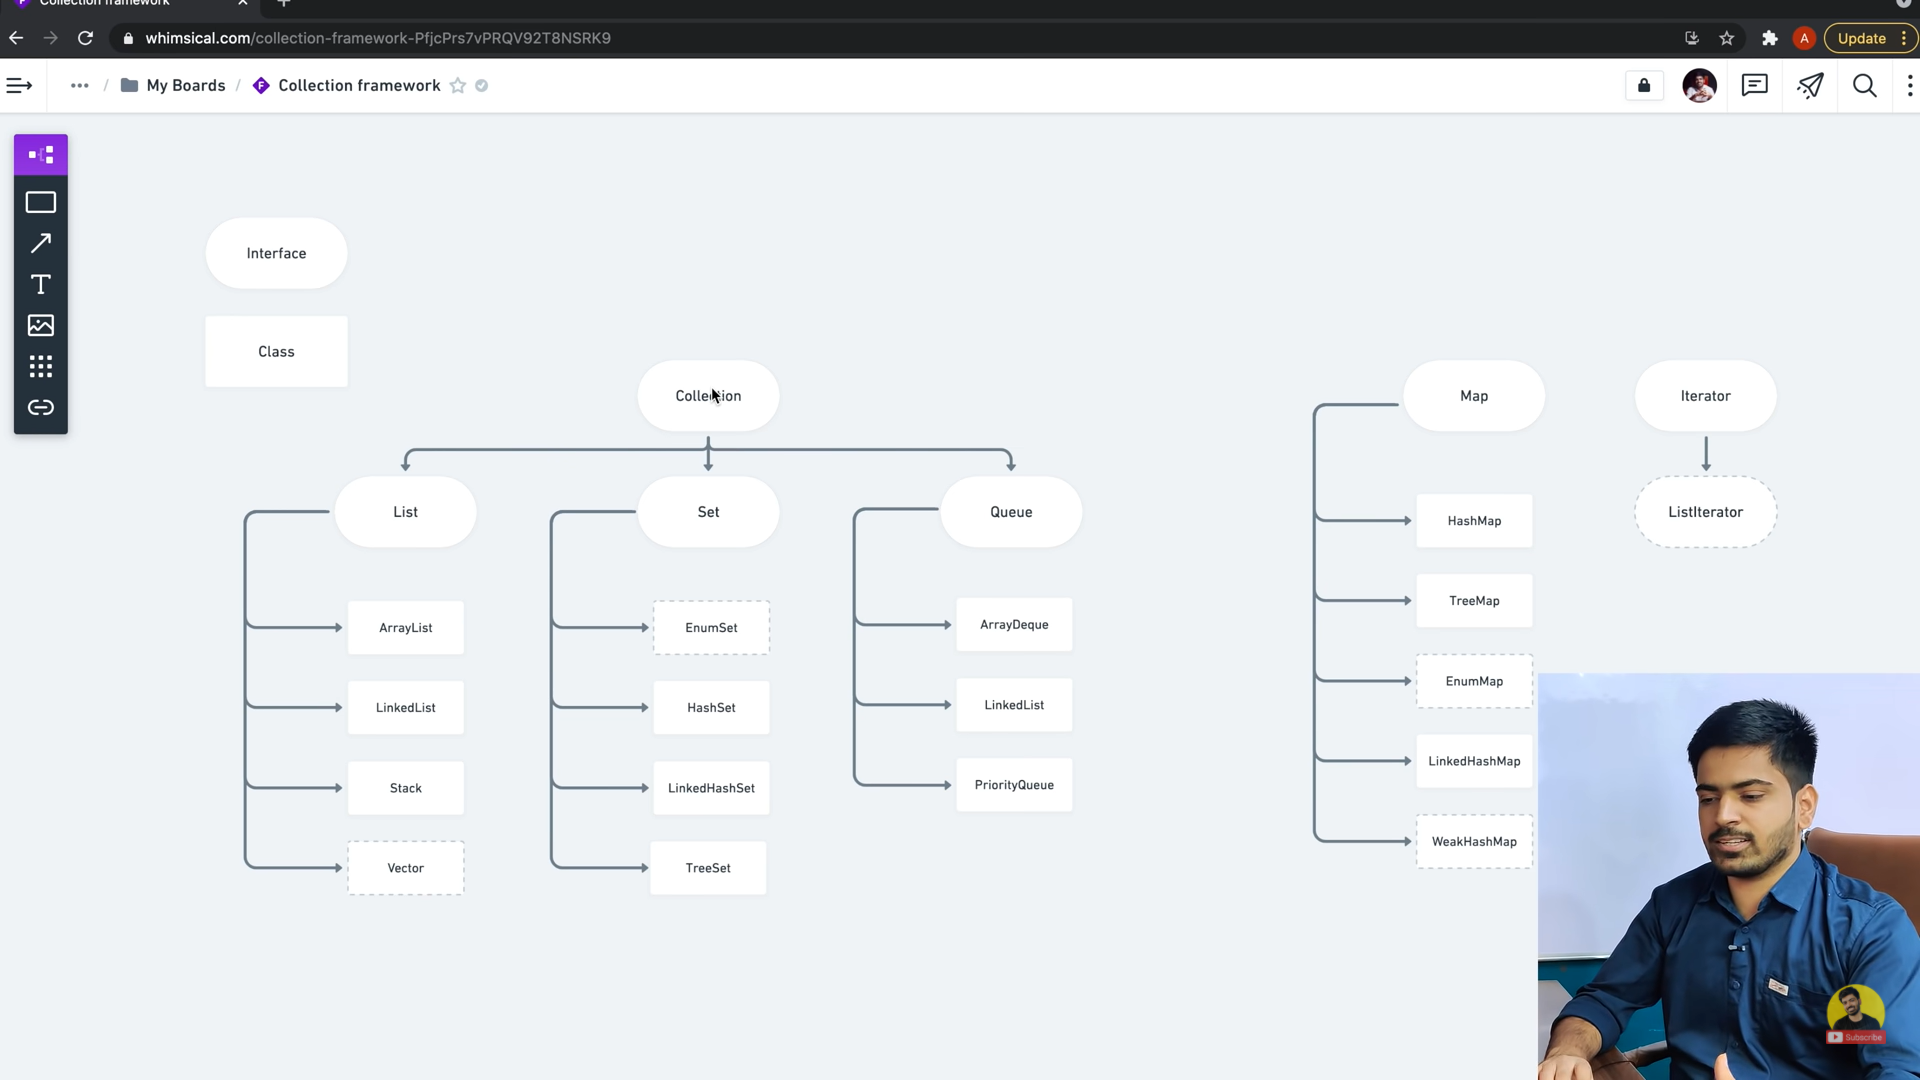 Collection framework
whimsical.com/collection-framework-PfjcPrs7vPRQV92T8NSRK9
A
Update
... / My Boards / Collection framework
T
Interface
Class
Collection
Map
Iterator
List
Set
Queue
HashMap
ListIterator
TreeMap
ArrayList
EnumSet
ArrayDeque
EnumMap
LinkedList
HashSet
LinkedList
LinkedHashMap
Stack
LinkedHashSet
PriorityQueue
WeakHashMap
Vector
TreeSet
Subscribe